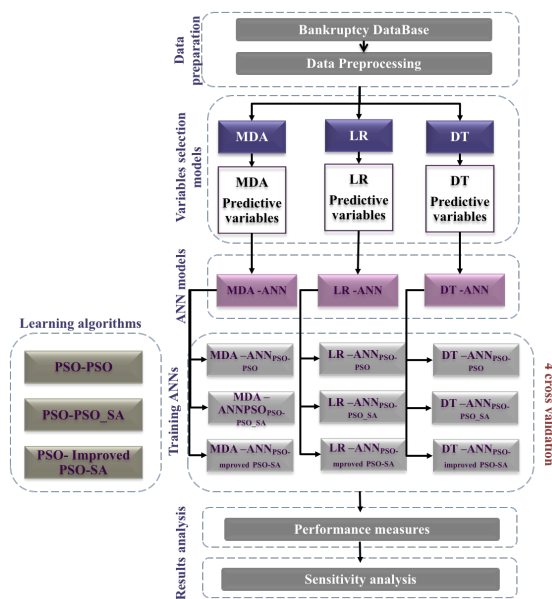 Data
preparation
Bankruptcy DataBase
Data Preprocessing
Variables selection
models
MDA
LR
DT
MDA
Predictive
variables
LR
Predictive
variables
DT
Predictive
variables
ANN models
MDA -ANN
LR -ANN
DT -ANN
Learning algorithms
PSO-PSO
PSO-PSO_SA
PSO- Improved
PSO-SA
Training ANNs
MDA –ANNPSO-
PSO
LR –ANNPSO-
PSO
DT –ANNPSO-
PSO
MDA –
ANNPSOPSO-
PSO_SA
LR –ANNPSO-
PSO_SA
DT –ANNPSO-
PSO_SA
MDA –ANNPSO
-mproved PSO-SA
LR –ANNPSO
-mproved PSO-SA
DT –ANNPSO
-improved PSO-SA
4 cross Validation
Results analysis
Performance measures
Sensitivity analysis